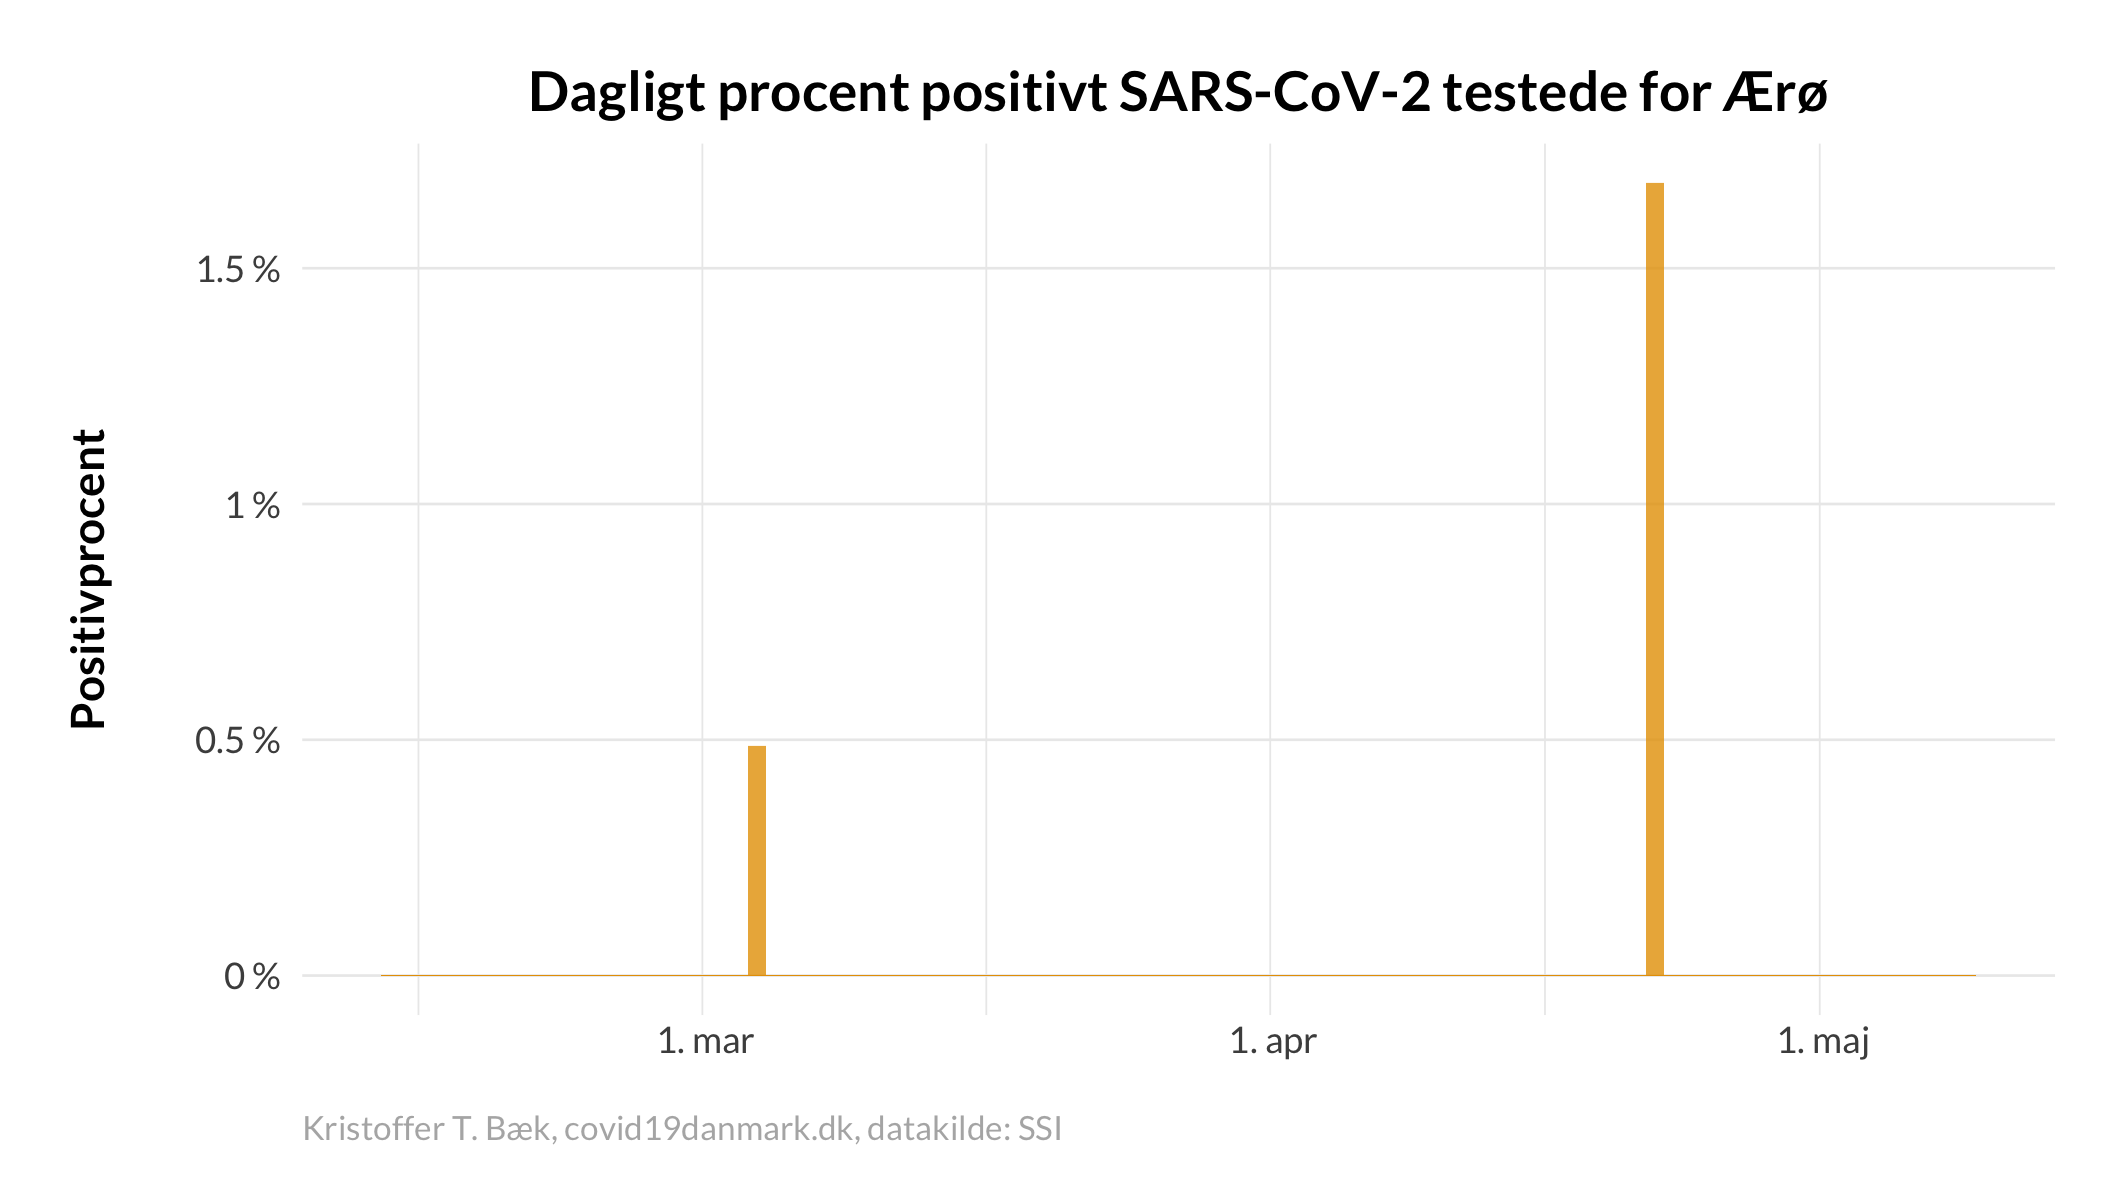 Dagligt procent positivt SARS-CoV-2 testede for Ærø
Positivprocent
1.5 %
1 %
0.5 %
0 %
1. mar
1. apr
1. maj
Kristoffer T. Bæk, covid19danmark.dk, datakilde: SSI